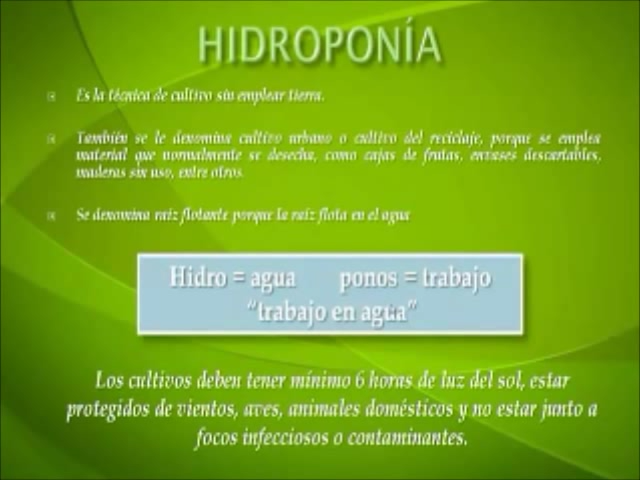 HIDROPONÍA
Es la técnica de cultivo sin emplear tierra.
También se le denomina cultivo urbano o cultivo del reciclaje, porque se emplea
material que normalmente se desecha, como cajas de frutas, envases descartables,
maderas sin uso, entre otros.
Se denomina raíz flotante porque la raíz flota en el agua
Hidro = agua ponos = trabajo
"trabajo en agua"
Los cultivos deben tener mínimo 6 horas de luz del sol, estar
protegidos de vientos, aves, animales domésticos y no estar junto a
focos infecciosos o contaminantes.